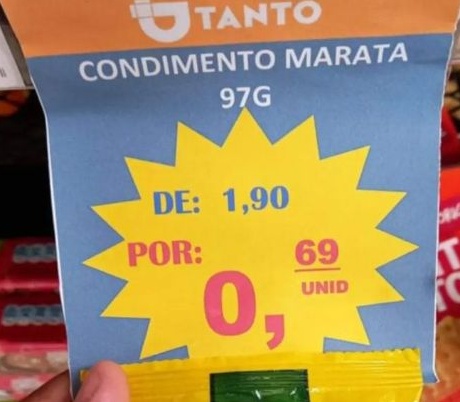 TANTO
CONDIMENTO MARATA
97G
DE: 1,90
POR:
0,69
UNID